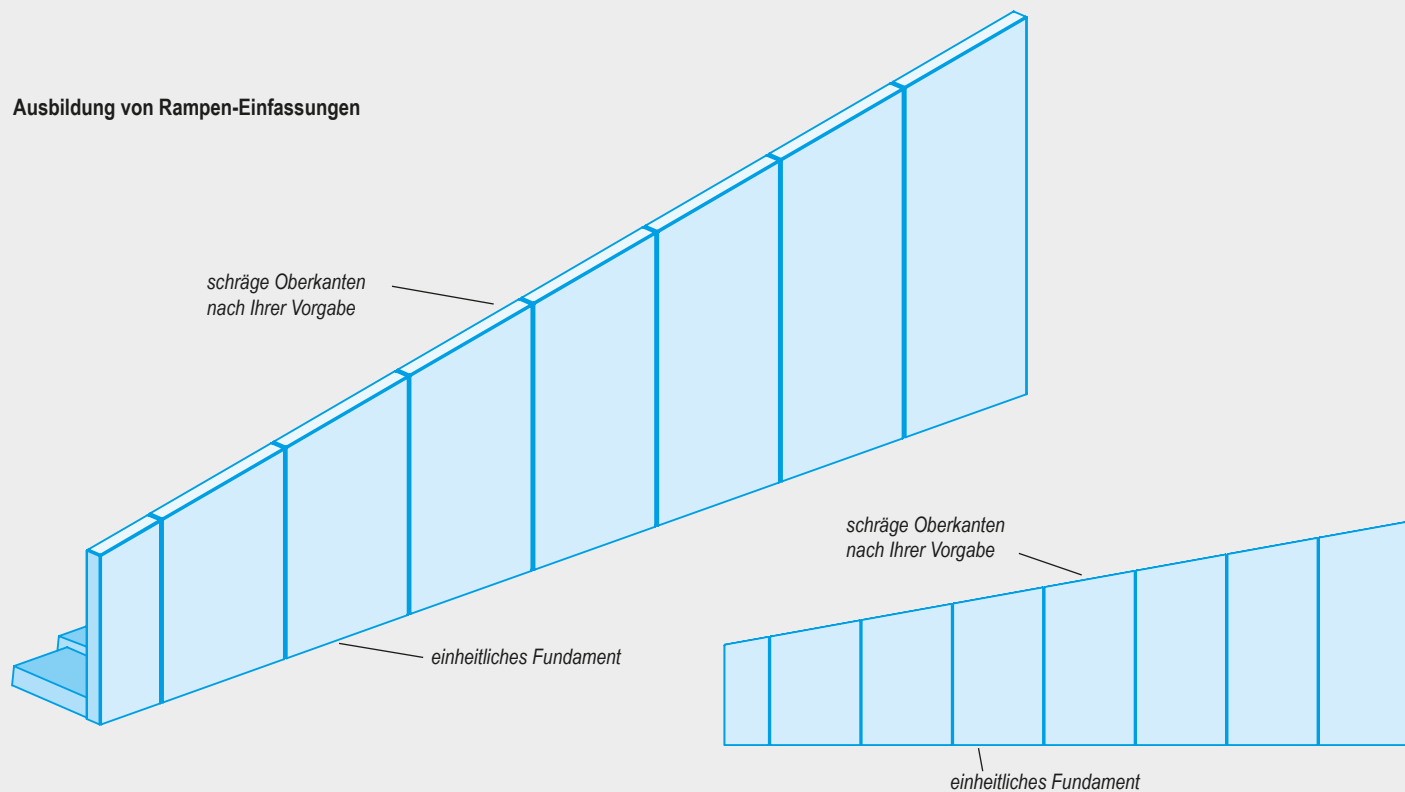 Ausbildung von Rampen-Einfassungen
schräge Oberkanten
nach Ihrer Vorgabe
einheitliches Fundament
schräge Oberkanten
nach Ihrer Vorgabe
einheitliches Fundament